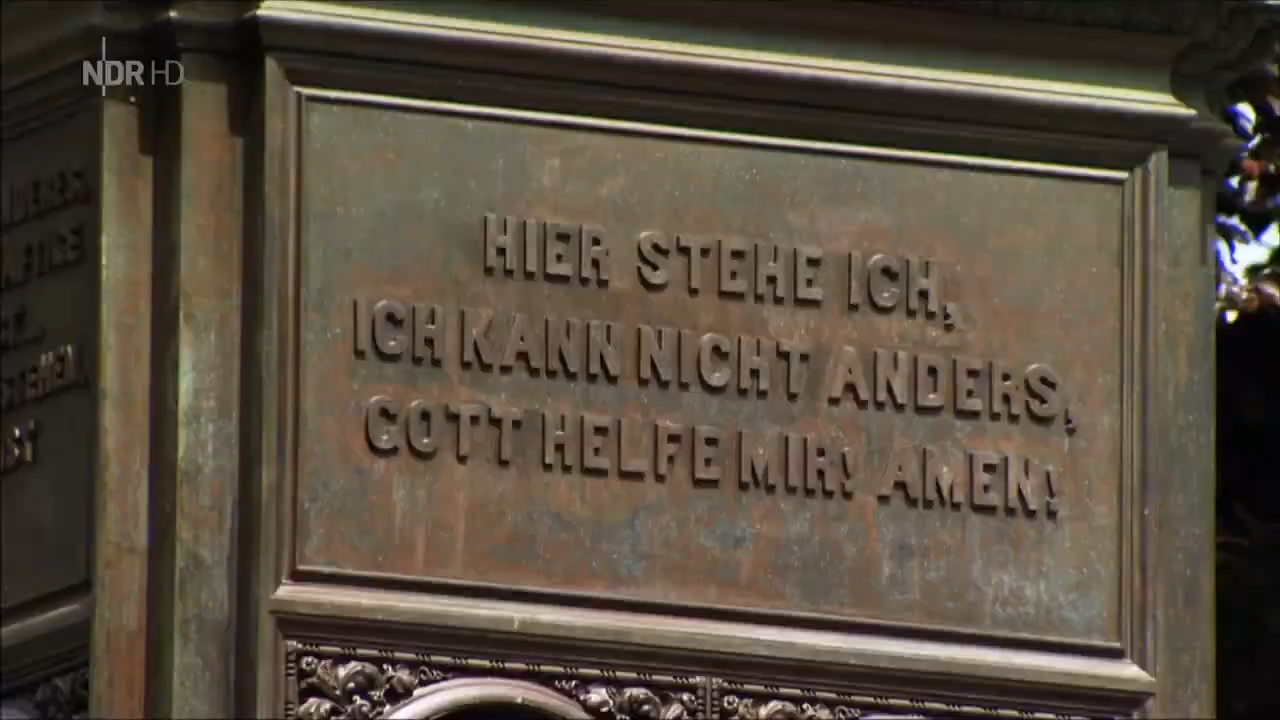 NDR HD
HIER STEHE ICH,
ICH KANN NICHT ANDERS,
GOTT HELFE MIR! AMEN!